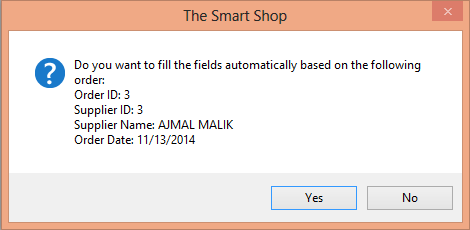 The Smart Shop
Do you want to fill the fields automatically based on the following
order:
Order ID: 3
Supplier ID: 3
Supplier Name: AJMAL MALIK
Order Date: 11/13/2014
Yes
No